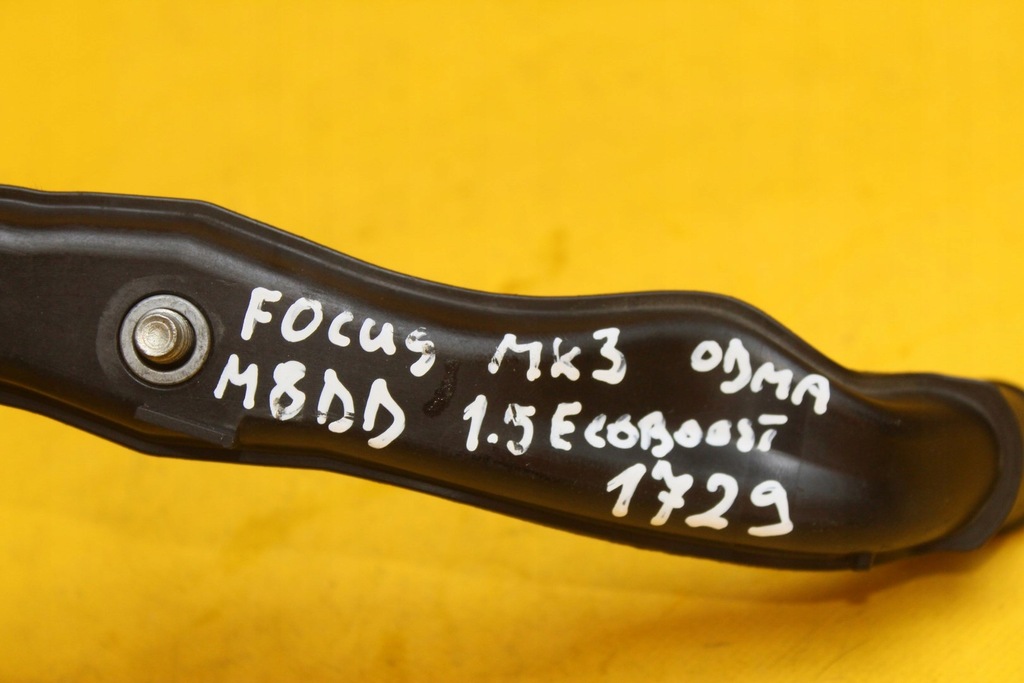 FOCUS MK3 ODMA
M8DD 1.5 ECOBOOST
1729